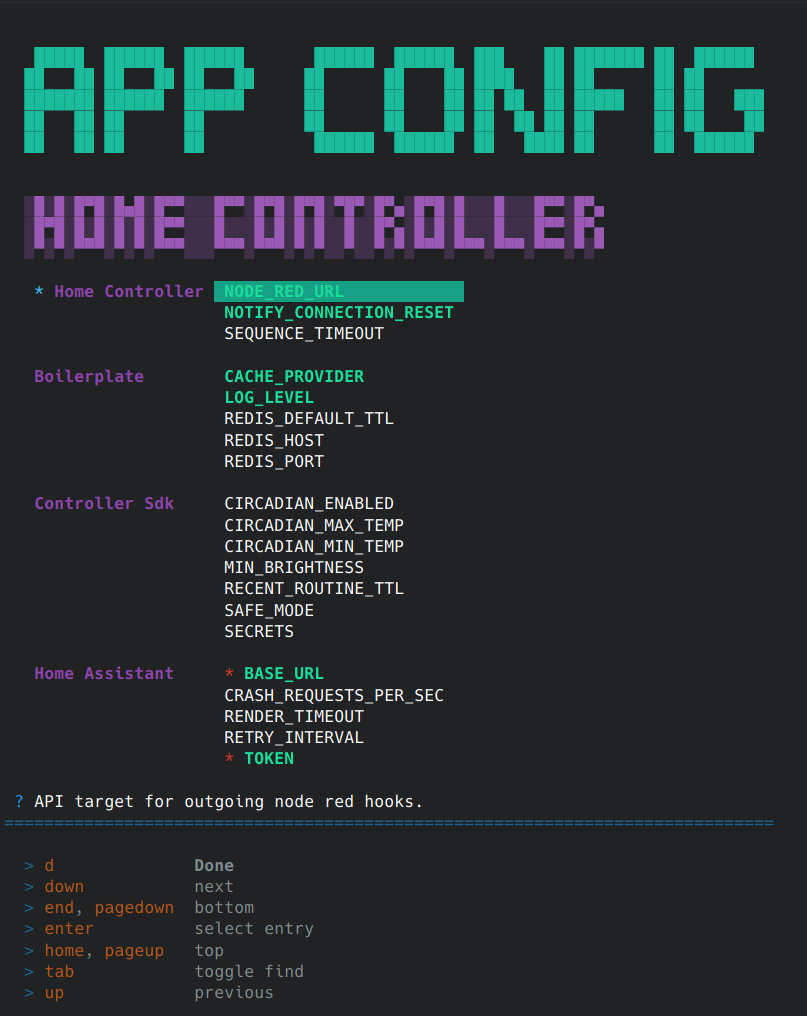 APP CONFIG
HOME CONTROLLER
* Home Controller NODE_RED_URL
NOTIFY_CONNECTION_RESET
SEQUENCE_TIMEOUT
Boilerplate CACHE_PROVIDER
LOG_LEVEL
REDIS_DEFAULT_TTL
REDIS_HOST
REDIS_PORT
Controller Sdk CIRCADIAN_ENABLED
CIRCADIAN_MAX_TEMP
CIRCADIAN_MIN_TEMP
MIN_BRIGHTNESS
RECENT_ROUTINE_TTL
SAFE_MODE
SECRETS
Home Assistant * BASE_URL
CRASH_REQUESTS_PER_SEC
RENDER_TIMEOUT
RETRY_INTERVAL
* TOKEN
? API target for outgoing node red hooks.
=============================================================================
> d Done
> down next
> end, pagedown bottom
> enter select entry
> home, pageup top
> tab toggle find
> up previous